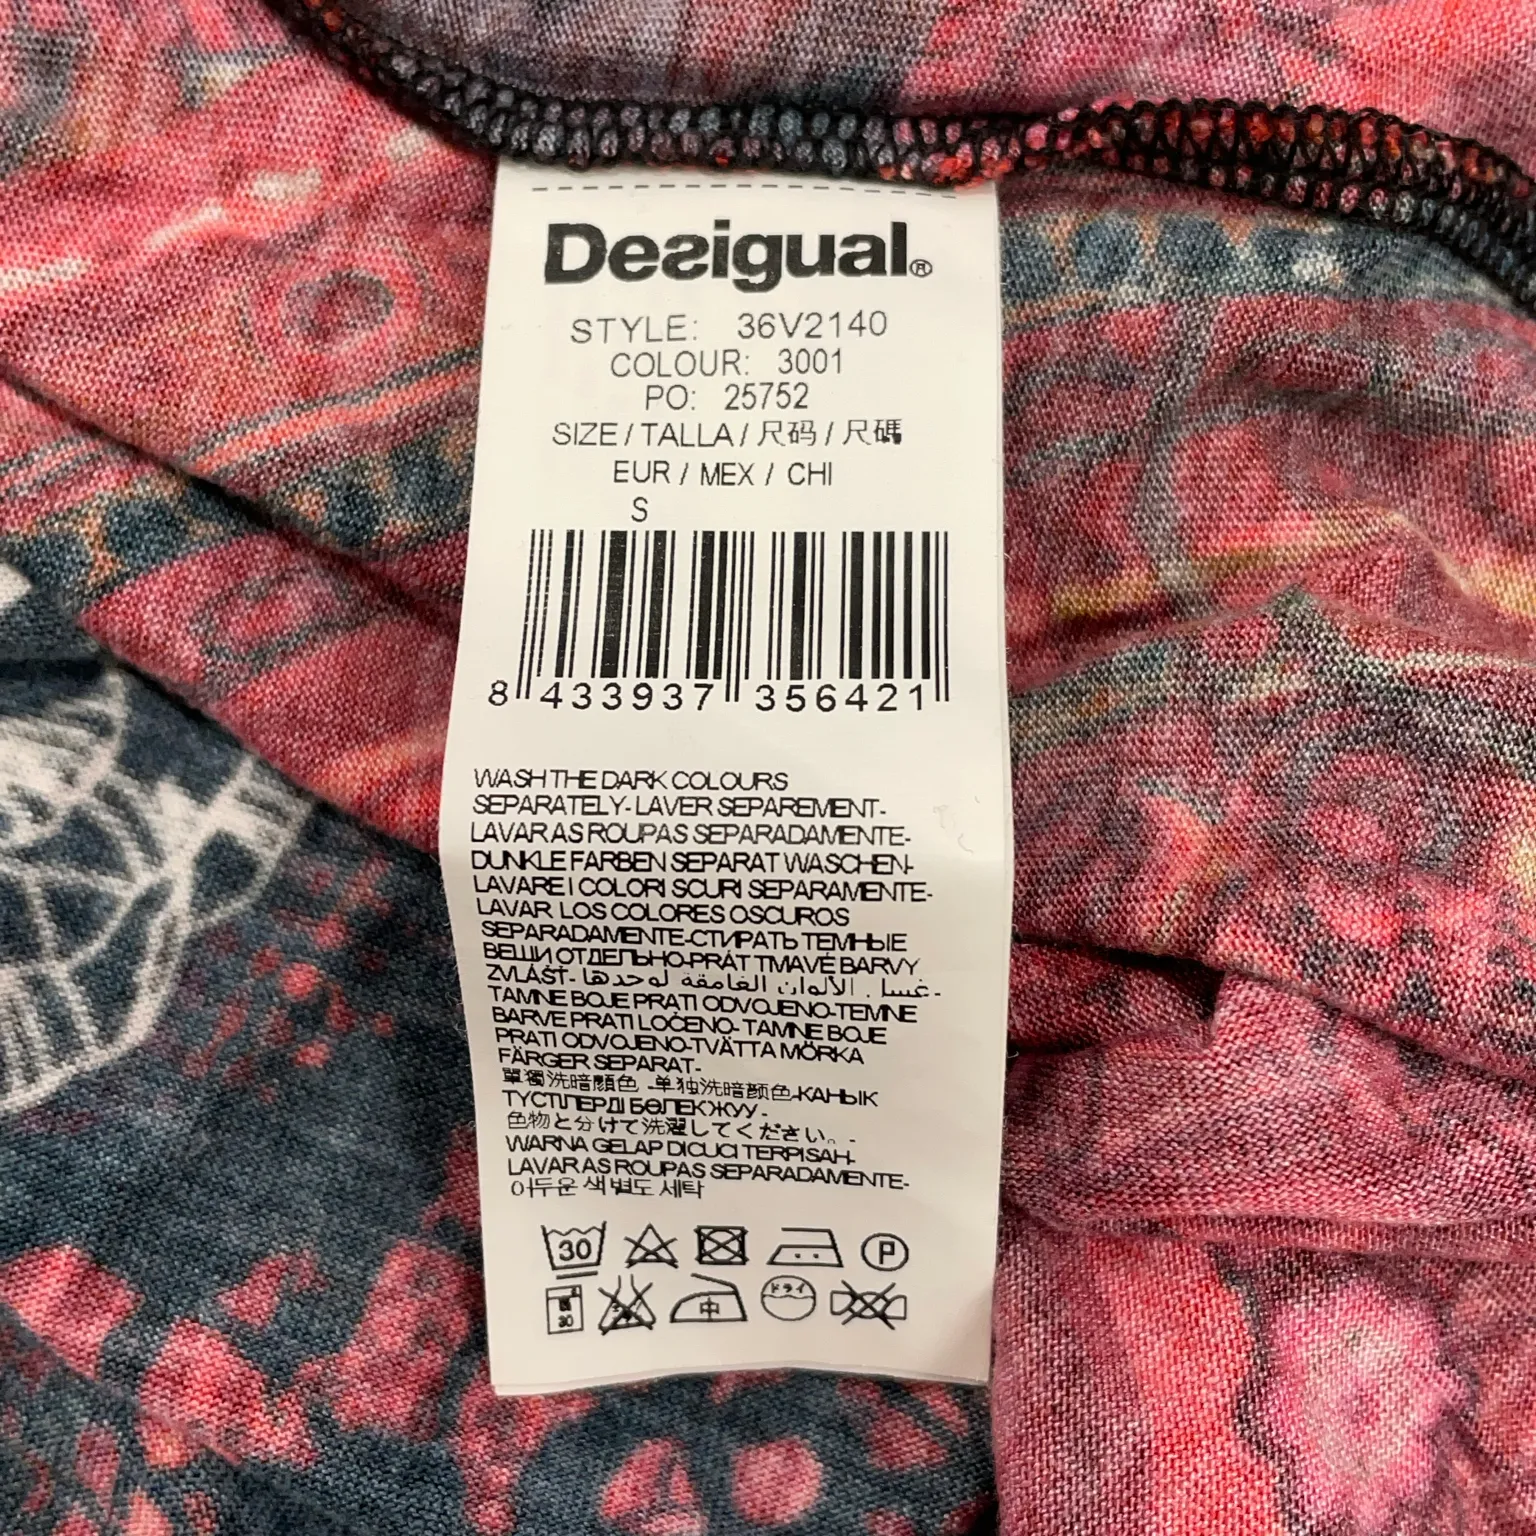 Desigual®
STYLE: 36V2140
COLOUR: 3001
PO: 25752
SIZE / TALLA / 尺码 / 尺碼
EUR / MEX / CHI
S
8 433937 356421
WASH THE DARK COLOURS
SEPARATELY- LAVER SEPAREMENT-
LAVAR AS ROUPAS SEPARADAMENTE-
DUNKLE FARBEN SEPARAT WASCHEN-
LAVARE I COLORI SCURI SEPARAMENTE-
LAVAR LOS COLORES OSCUROS
SEPARADAMENTE-СТИРАТЬ ТЕМНЫЕ
ВЕЩИ ОТДЕЛЬНО-PRÁT TMAVÉ BARVY
ZVLÁŠŤ- غسل الألوان الغامقة لوحدها -
TAMNE BOJE PRATI ODVOJENO-TEMNE
BARVE PRATI LOČENO- TAMNE BOJE
PRATI ODVOJENO-TVÄTTA MÖRKA
FÄRGER SEPARAT-
單獨洗暗顏色 -单独洗暗颜色-КАНЫК
ТҮСТІЛЕРДІ БӨЛЕК ЖУУ -
色物と分けて洗濯してください。-
WARNA GELAP DICUCI TERPISAH-
LAVAR AS ROUPAS SEPARADAMENTE-
어두운 색 별도 세탁
30 P
30 中 ドライ